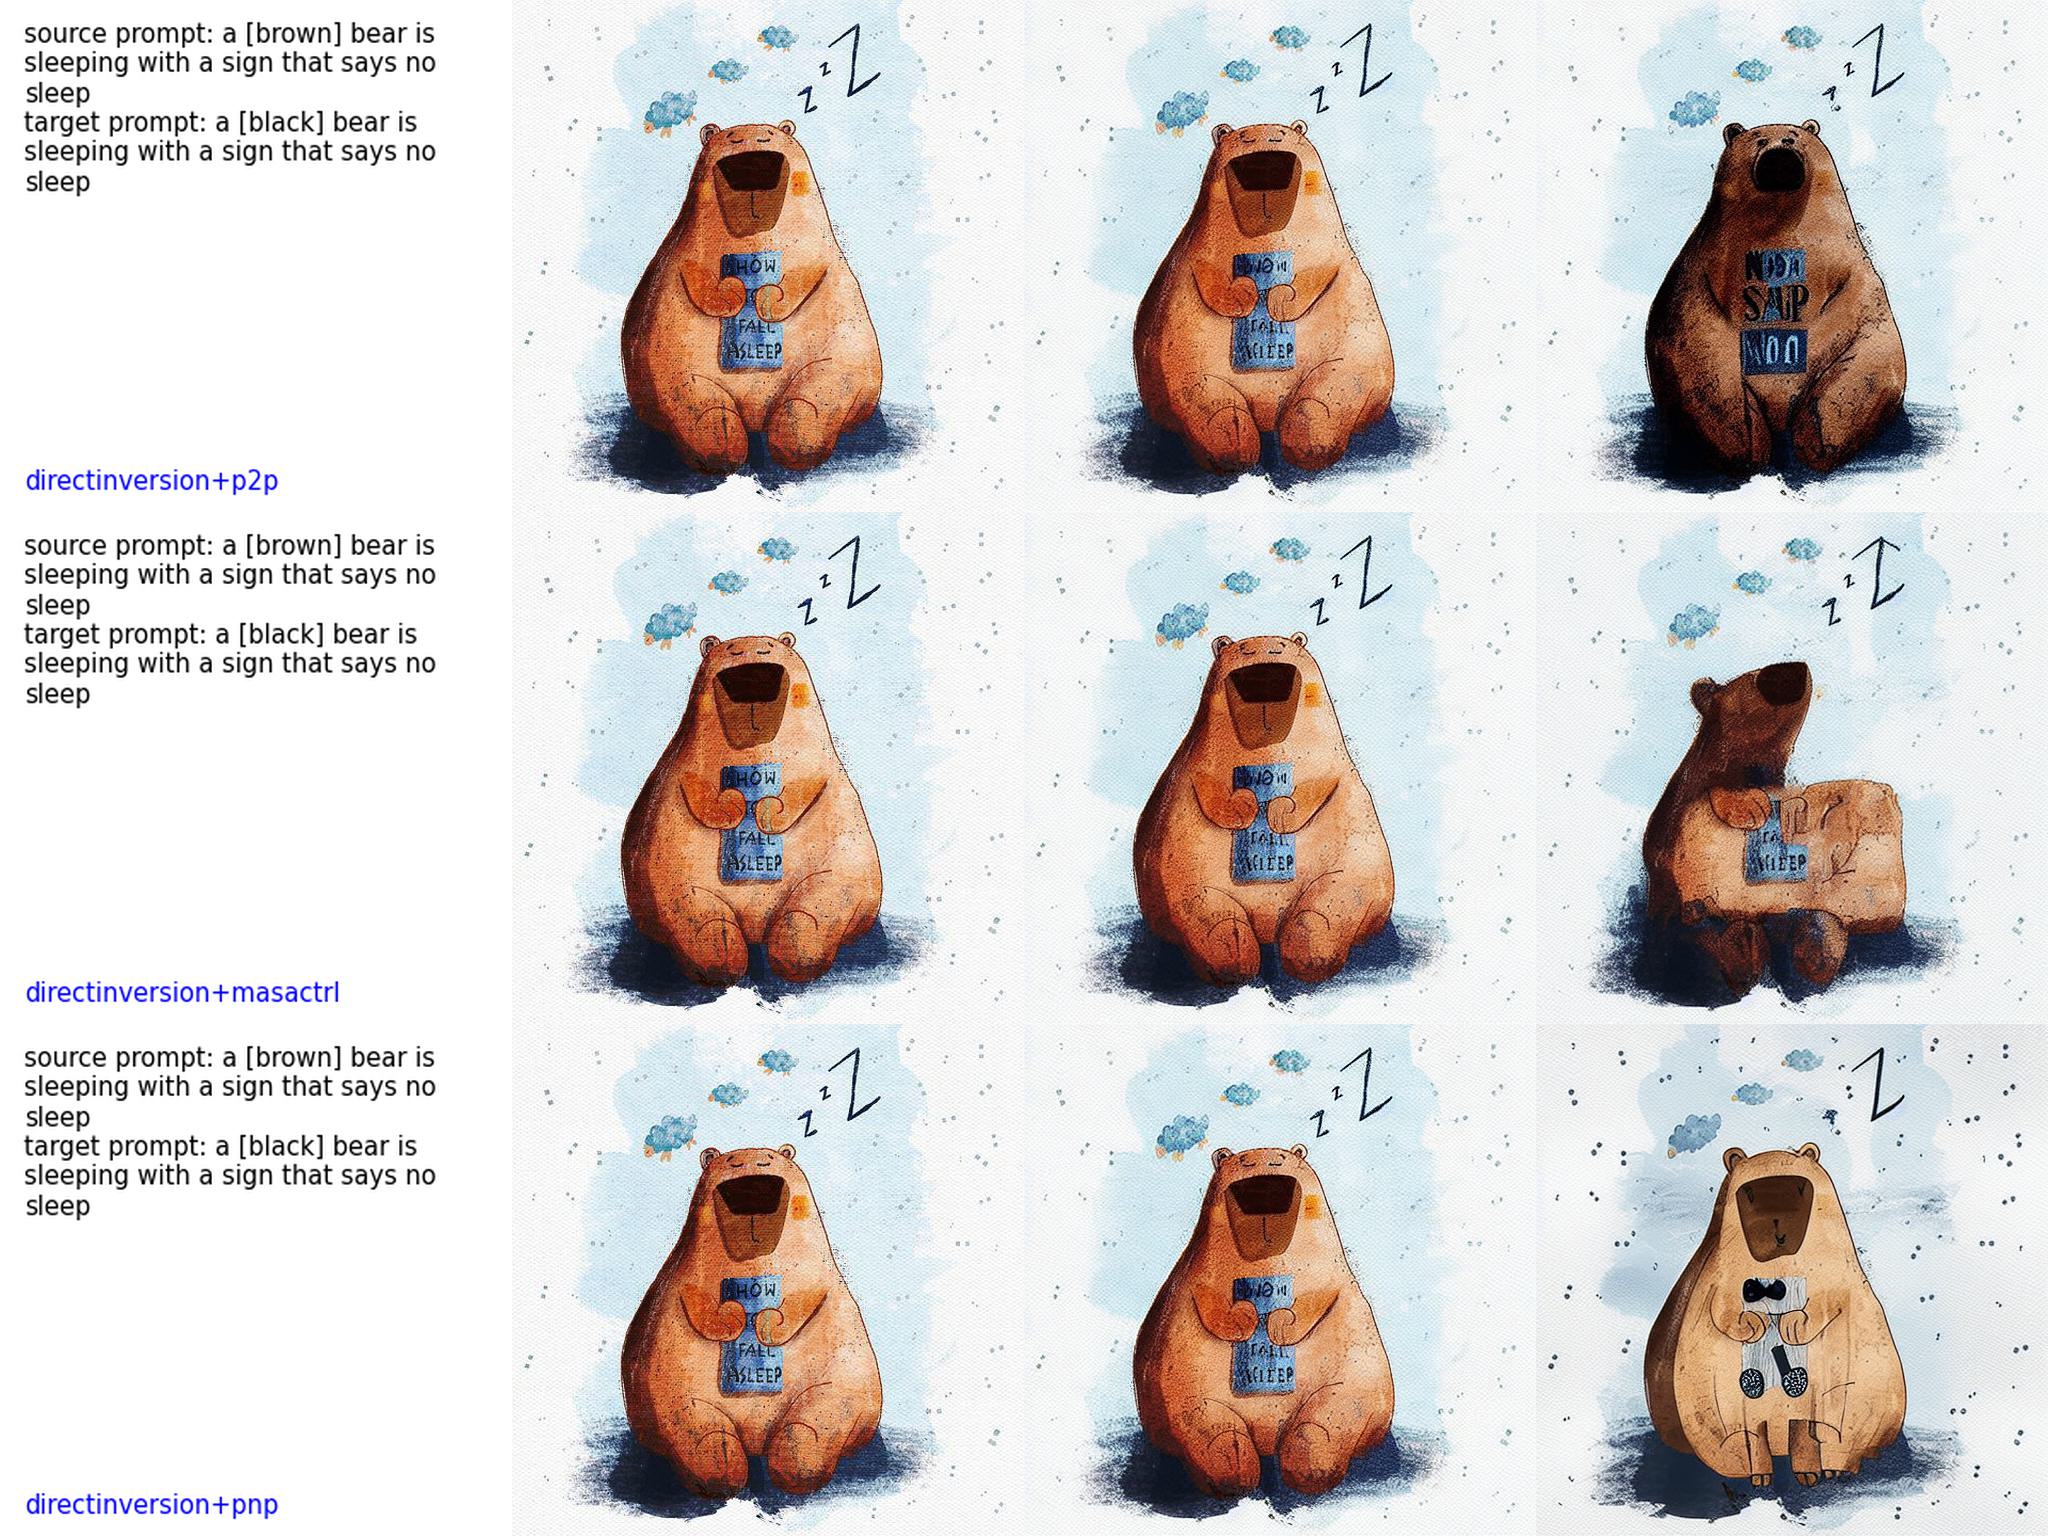 source prompt: a [brown] bear is
sleeping with a sign that says no
sleep
target prompt: a [black] bear is
sleeping with a sign that says no
sleep
directinversion+p2p
z z Z
HOW
FALL
ASLEEP
z z Z
z Z
source prompt: a [brown] bear is
sleeping with a sign that says no
sleep
target prompt: a [black] bear is
sleeping with a sign that says no
sleep
directinversion+masactrl
z z Z
HOW
FALL
ASLEEP
z z Z
z z
source prompt: a [brown] bear is
sleeping with a sign that says no
sleep
target prompt: a [black] bear is
sleeping with a sign that says no
sleep
directinversion+pnp
z z Z
HOW
FALL
ASLEEP
z z Z
Z